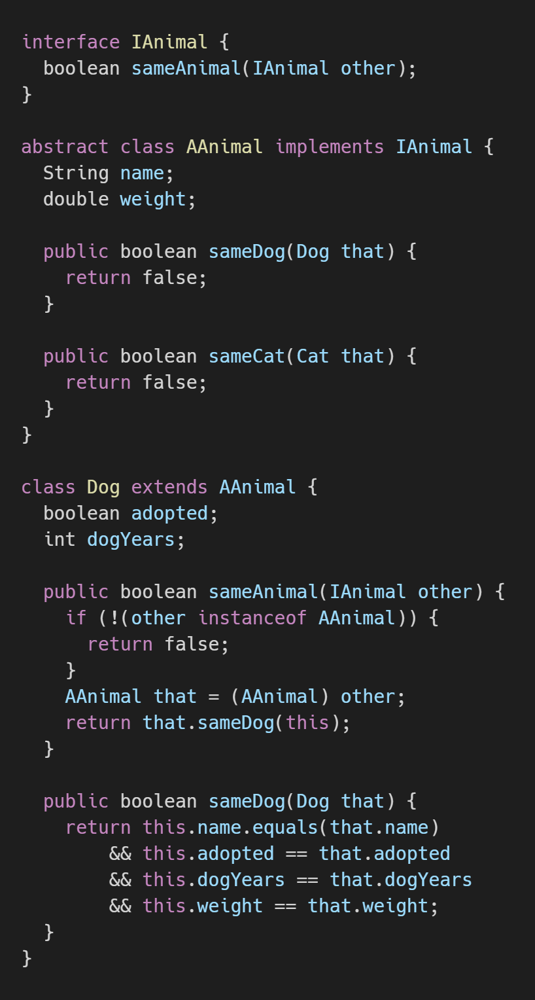 interface IAnimal {
  boolean sameAnimal(IAnimal other);
}

abstract class AAnimal implements IAnimal {
  String name;
  double weight;

  public boolean sameDog(Dog that) {
    return false;
  }

  public boolean sameCat(Cat that) {
    return false;
  }
}

class Dog extends AAnimal {
  boolean adopted;
  int dogYears;

  public boolean sameAnimal(IAnimal other) {
    if (!(other instanceof AAnimal)) {
      return false;
    }
    AAnimal that = (AAnimal) other;
    return that.sameDog(this);
  }

  public boolean sameDog(Dog that) {
    return this.name.equals(that.name)
        && this.adopted == that.adopted
        && this.dogYears == that.dogYears
        && this.weight == that.weight;
  }
}